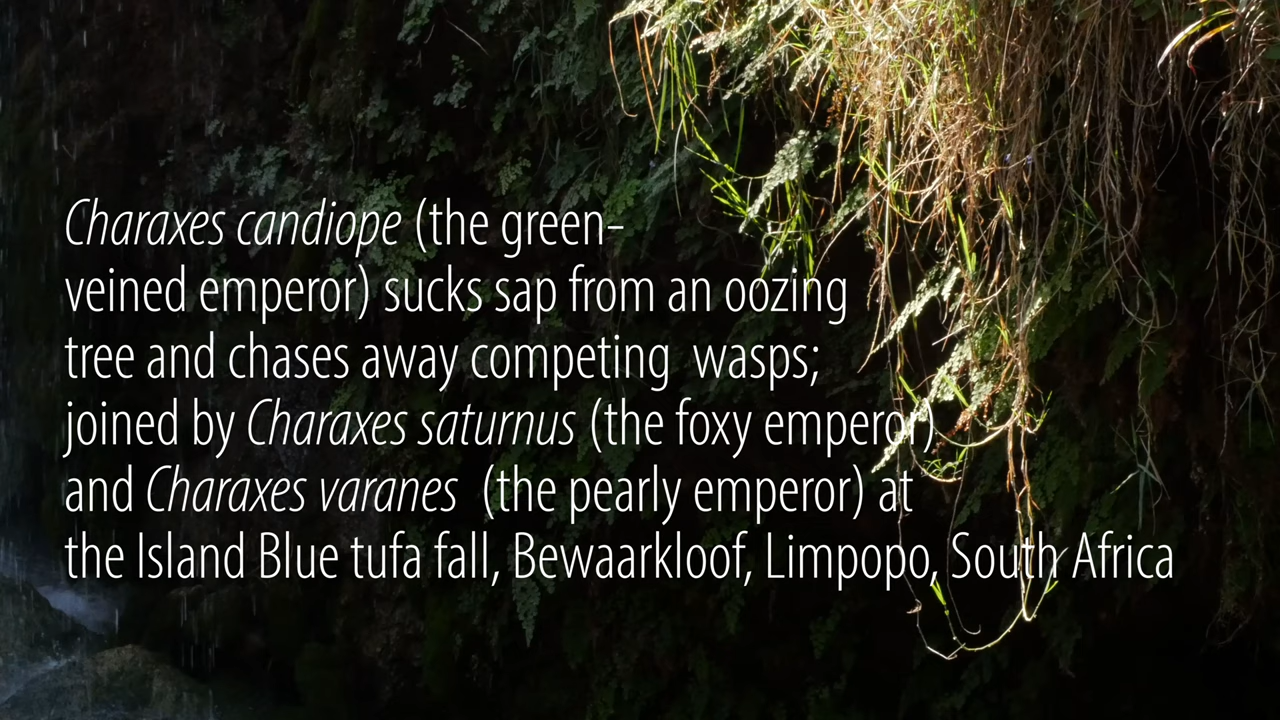 Charaxes candiope (the green–
veined emperor) sucks sap from an oozing
tree and chases away competing  wasps;
joined by Charaxes saturnus (the foxy emperor)
and Charaxes varanes  (the pearly emperor) at
the Island Blue tufa fall, Bewaarkloof, Limpopo, South Africa